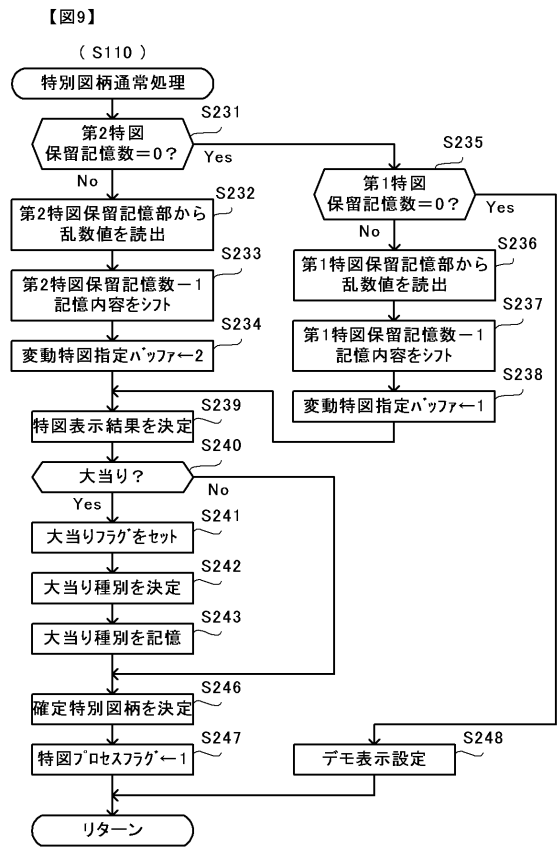 【図9】
(S110)
特別図柄通常処理
S231
第2特図
保留記憶数＝0？
Yes
No
S235
第1特図
保留記憶数＝0？
Yes
No
S232
第2特図保留記憶部から
乱数値を読出
S236
第1特図保留記憶部から
乱数値を読出
S233
第2特図保留記憶数－1
記憶内容をシフト
S237
第1特図保留記憶数－1
記憶内容をシフト
S234
変動特図指定ﾊﾞｯﾌｧ←2
S238
変動特図指定ﾊﾞｯﾌｧ←1
S239
特図表示結果を決定
S240
大当り？
No
Yes
S241
大当りﾌﾗｸﾞをセット
S242
大当り種別を決定
S243
大当り種別を記憶
S246
確定特別図柄を決定
S247
特図プロセスフラグ←1
S248
デモ表示設定
リターン